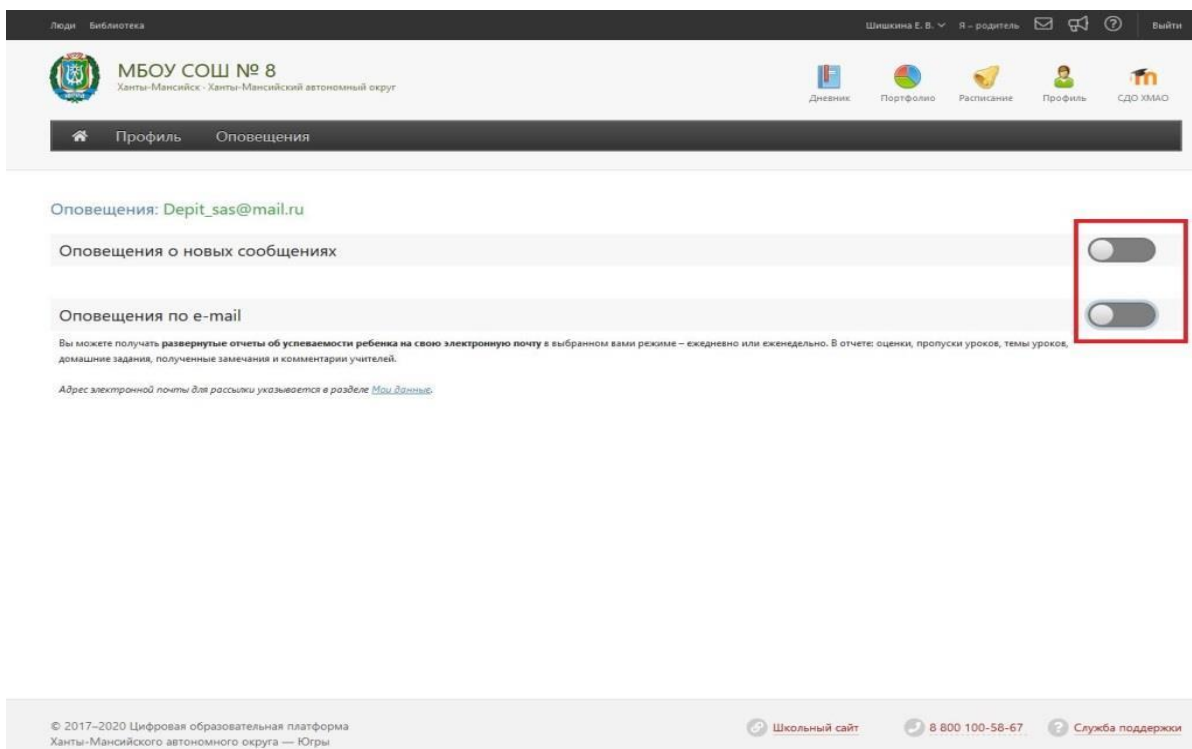 Люди Библиотека Шишкина Е. В. Я – родитель Выйти
МБОУ СОШ № 8
Ханты-Мансийск - Ханты-Мансийский автономный округ
Дневник Портфолио Расписание Профиль СДО ХМАО
Профиль Оповещения
Оповещения: Depit_sas@mail.ru
Оповещения о новых сообщениях
Оповещения по e-mail
Вы можете получать развернутые отчеты об успеваемости ребенка на свою электронную почту в выбранном вами режиме – ежедневно или еженедельно. В отчете: оценки, пропуски уроков, темы уроков,
домашние задания, полученные замечания и комментарии учителей.
Адрес электронной почты для рассылки указывается в разделе Мои данные.
© 2017–2020 Цифровая образовательная платформа
Ханты-Мансийского автономного округа — Югры
Школьный сайт 8 800 100-58-67 Служба поддержки